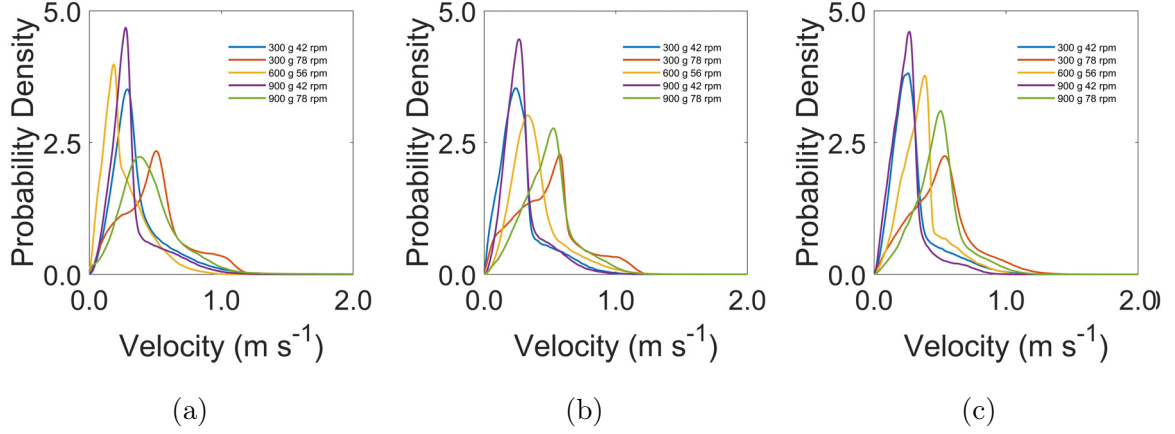 5.0
2.5
0.0
Probability Density
300 g 42 rpm
300 g 78 rpm
600 g 56 rpm
900 g 42 rpm
900 g 78 rpm
0.0 1.0 2.0
Velocity (m s-1)
(a)
5.0
2.5
0.0
Probability Density
300 g 42 rpm
300 g 78 rpm
600 g 56 rpm
900 g 42 rpm
900 g 78 rpm
0.0 1.0 2.0
Velocity (m s-1)
(b)
5.0
2.5
0.0
Probability Density
300 g 42 rpm
300 g 78 rpm
600 g 56 rpm
900 g 42 rpm
900 g 78 rpm
0.0 1.0 2.0)
Velocity (m s-1)
(c)